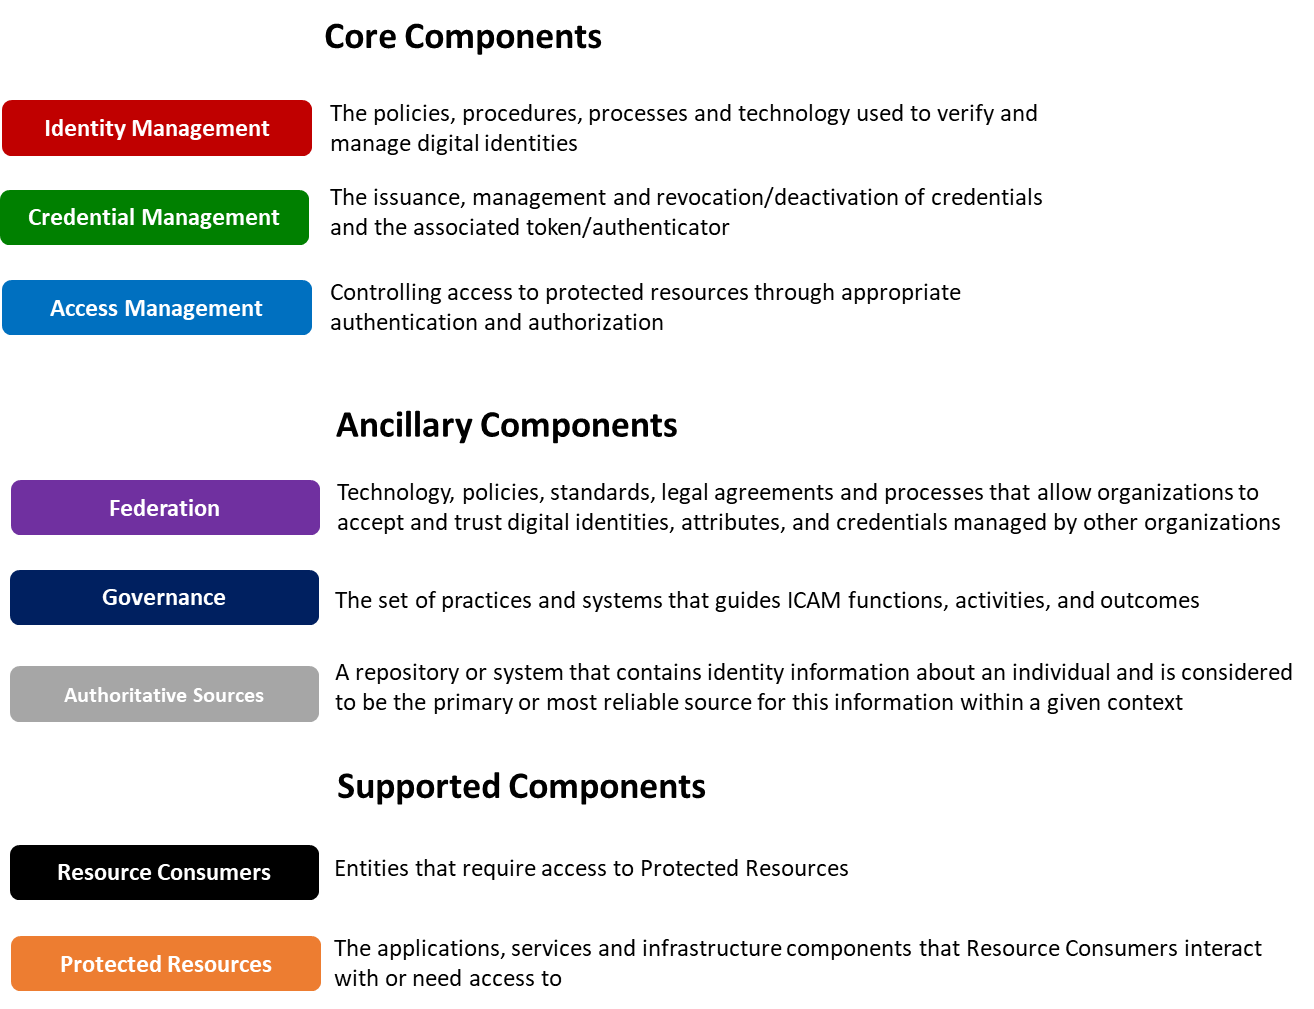 Core Components
Identity Management
The policies, procedures, processes and technology used to verify and
manage digital identities
Credential Management
The issuance, management and revocation/deactivation of credentials
and the associated token/authenticator
Access Management
Controlling access to protected resources through appropriate
authentication and authorization
Ancillary Components
Federation
Technology, policies, standards, legal agreements and processes that allow organizations to
accept and trust digital identities, attributes, and credentials managed by other organizations
Governance
The set of practices and systems that guides ICAM functions, activities, and outcomes
Authoritative Sources
A repository or system that contains identity information about an individual and is considered
to be the primary or most reliable source for this information within a given context
Supported Components
Resource Consumers
Entities that require access to Protected Resources
Protected Resources
The applications, services and infrastructure components that Resource Consumers interact
with or need access to